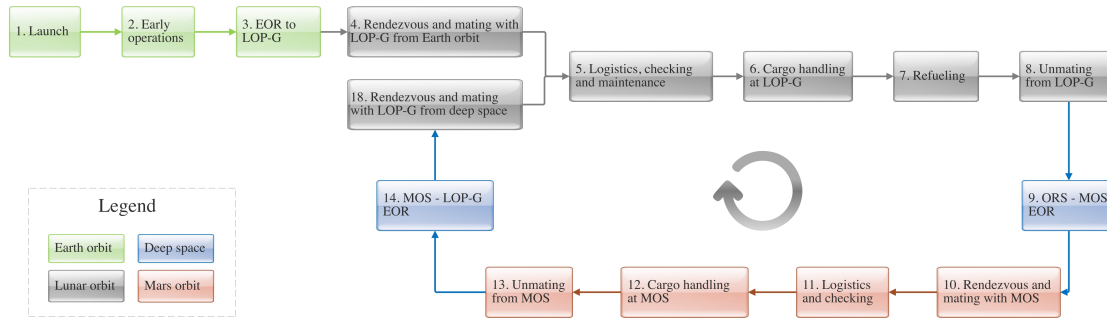 1. Launch
2. Early
operations
3. EOR to
LOP-G
4. Rendezvous and mating with
LOP-G from Earth orbit
18. Rendezvous and mating
with LOP-G from deep space
5. Logistics, checking
and maintenance
6. Cargo handling
at LOP-G
7. Refueling
8. Unmating
from LOP-G
14. MOS - LOP-G
EOR
9. ORS - MOS
EOR
13. Unmating
from MOS
12. Cargo handling
at MOS
11. Logistics
and checking
10. Rendezvous and
mating with MOS
Legend
Earth orbit
Deep space
Lunar orbit
Mars orbit